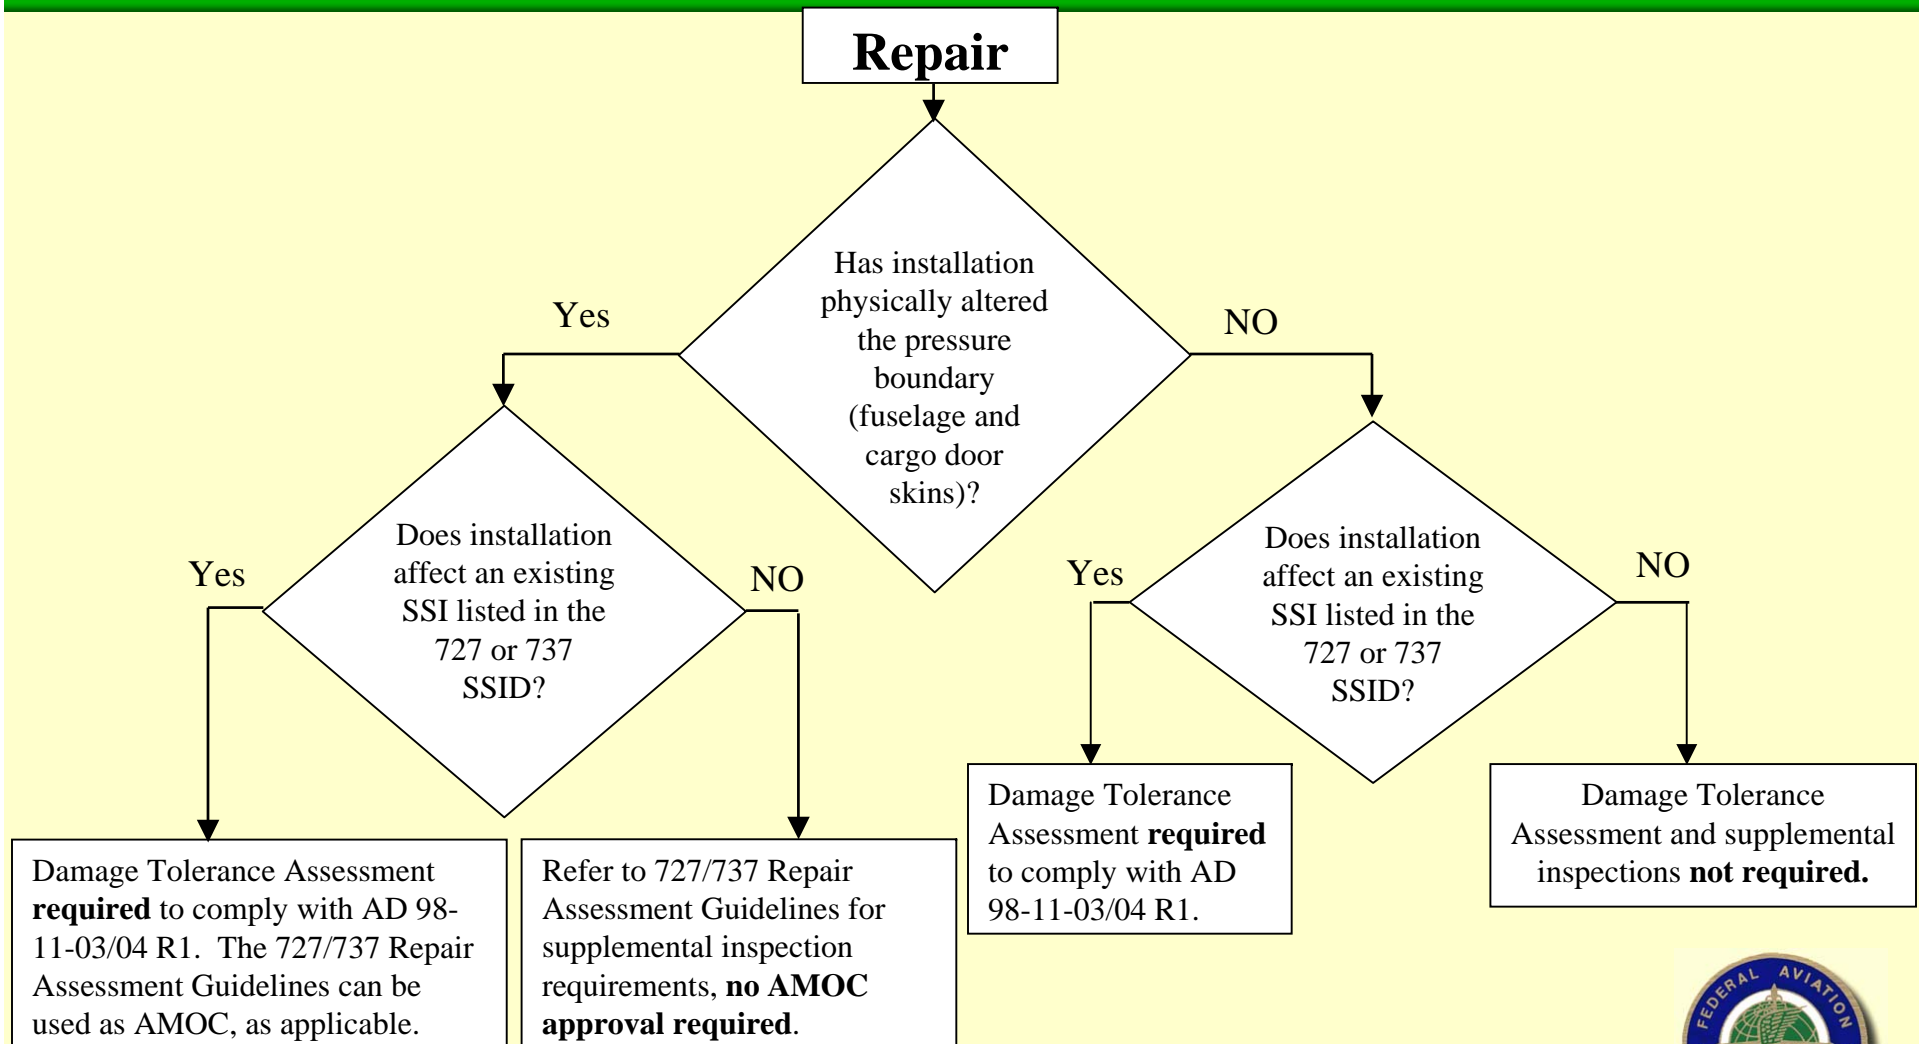 Repair
Has installation
physically altered
the pressure
boundary
(fuselage and
cargo door
skins)?
Yes
NO
Does installation
affect an existing
SSI listed in the
727 or 737
SSID?
Yes
NO
Does installation
affect an existing
SSI listed in the
727 or 737
SSID?
Yes
NO
Damage Tolerance Assessment
required to comply with AD 98-
11-03/04 R1. The 727/737 Repair
Assessment Guidelines can be
used as AMOC, as applicable.
Refer to 727/737 Repair
Assessment Guidelines for
supplemental inspection
requirements, no AMOC
approval required.
Damage Tolerance
Assessment required
to comply with AD
98-11-03/04 R1.
Damage Tolerance
Assessment and supplemental
inspections not required.
FEDERAL AVIATION